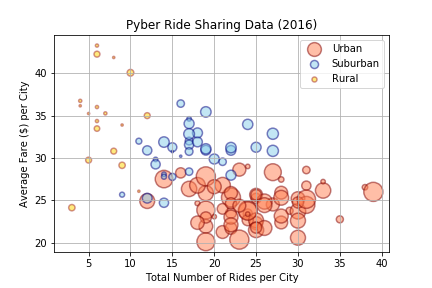 Pyber Ride Sharing Data (2016)
Urban
Suburban
Rural
Average Fare ($) per City
40
35
30
25
20
5
10
15
20
25
30
35
40
Total Number of Rides per City